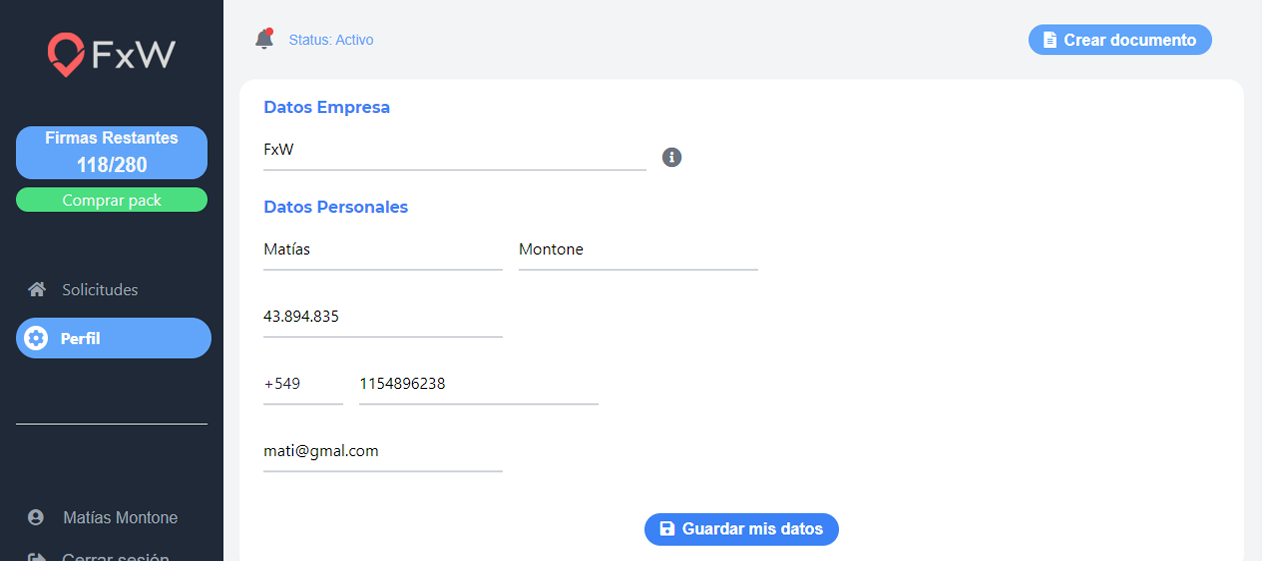 FxW
Status: Activo
Crear documento
Firmas Restantes
118/280
Comprar pack
Solicitudes
Perfil
Matías Montone
Cerrar sesión
Datos Empresa
FxW
Datos Personales
Matías Montone
43.894.835
+549 1154896238
mati@gmal.com
Guardar mis datos